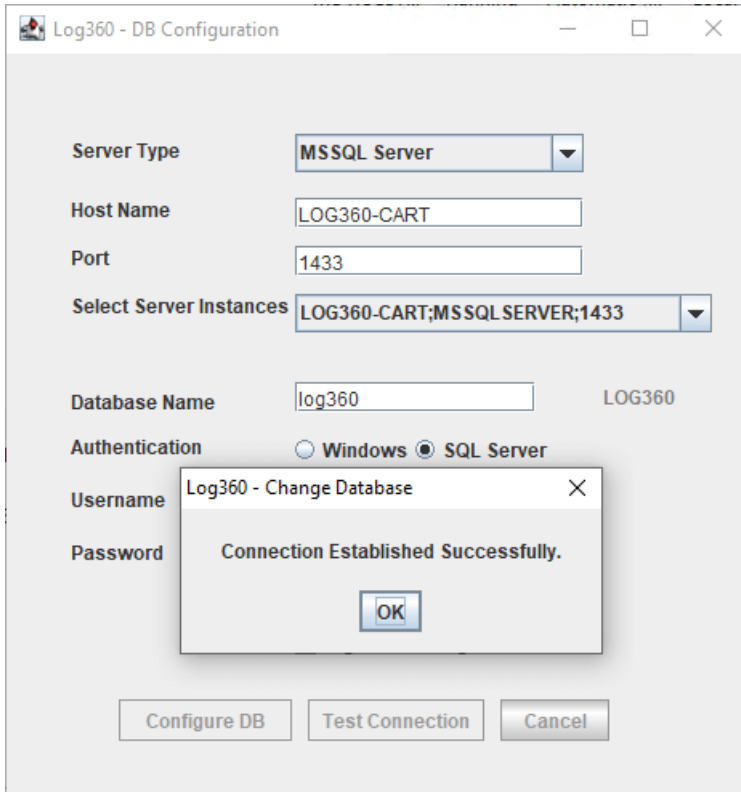 Log360 - DB Configuration
Server Type
MSSQL Server
Host Name
LOG360-CART
Port
1433
Select Server Instances
LOG360-CART;MSSQLSERVER;1433
Database Name
log360
LOG360
Authentication
Windows
SQL Server
Username
Password
Log360 - Change Database
Connection Established Successfully.
OK
Configure DB
Test Connection
Cancel